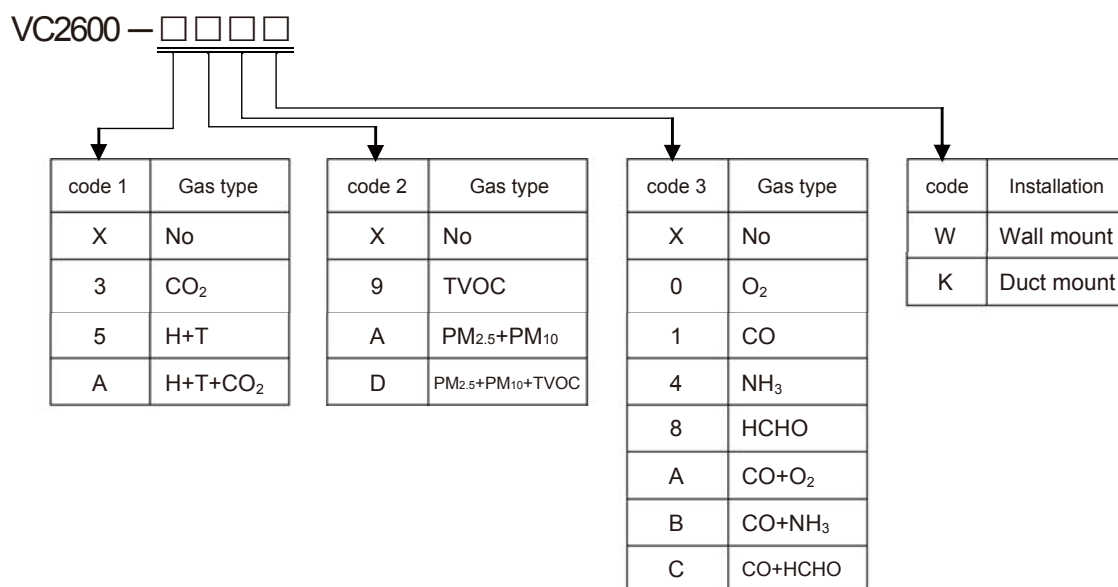 VC2600 — □ □ □ □
code 1 Gas type
X No
3 CO₂
5 H+T
A H+T+CO₂
code 2 Gas type
X No
9 TVOC
A PM₂.₅+PM₁₀
D PM₂.₅+PM₁₀+TVOC
code 3 Gas type
X No
0 O₂
1 CO
4 NH₃
8 HCHO
A CO+O₂
B CO+NH₃
C CO+HCHO
code Installation
W Wall mount
K Duct mount